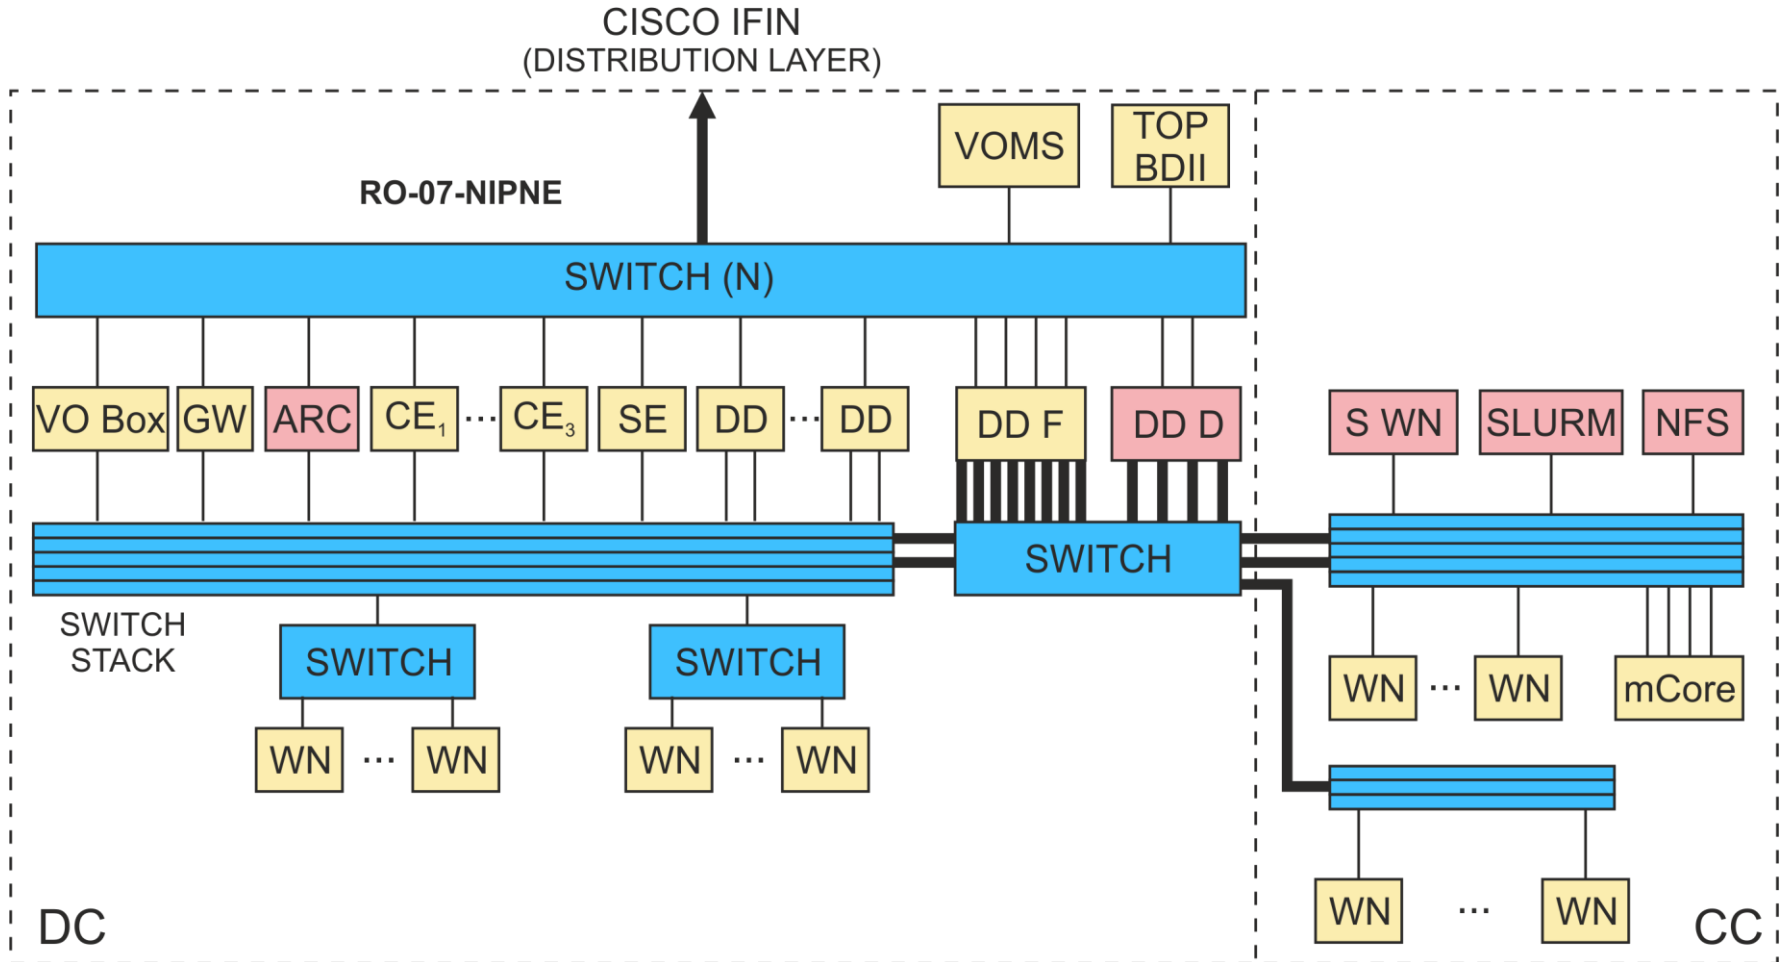 CISCO IFIN
(DISTRIBUTION LAYER)
VOMS
TOP
BDII
RO-07-NIPNE
SWITCH (N)
VO Box
GW
ARC
CE1
...
CE3
SE
DD
...
DD
DD F
DD D
S WN
SLURM
NFS
SWITCH
SWITCH
STACK
SWITCH
SWITCH
WN
...
WN
mCore
WN
...
WN
WN
...
WN
WN
...
WN
DC
CC